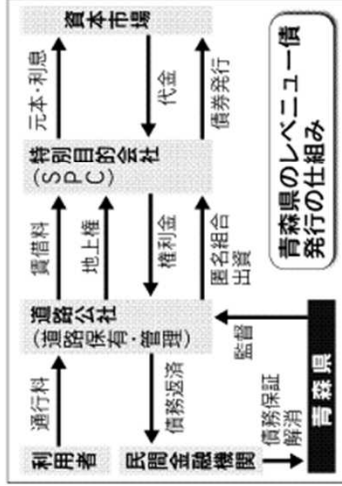 青森県のレベニュー債
発行の仕組み
利用者
通行料
道路公社
(道路保有・管理)
賃借料
地上権
特別目的会社
(SPC)
元本・利息
資本市場
代金
債券発行
権利金
匿名組合
出資
民間金融機関
債務返済
債務保証
解消
監督
青森県